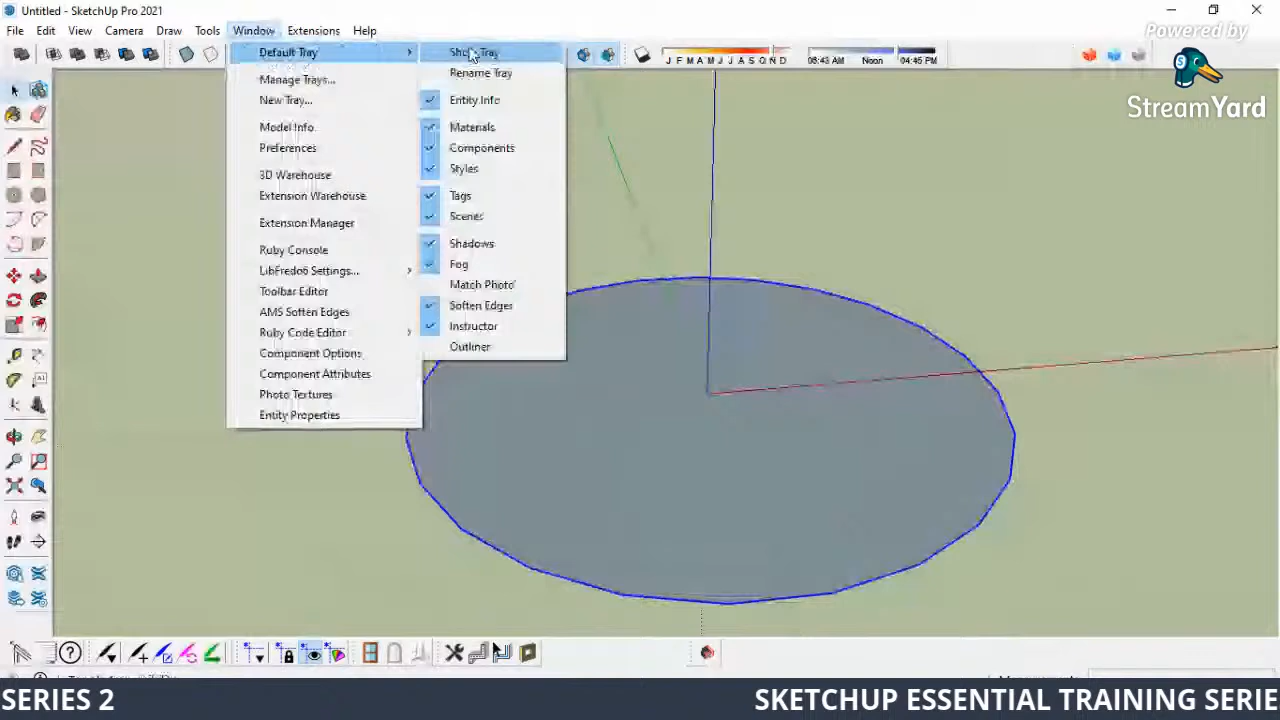 Untitled - SketchUp Pro 2021
File Edit View Camera Draw Tools Window Extensions Help
Powered by
StreamYard
J F M A M J J A S O N D
06:43 AM Noon 04:45 PM
Default Tray
Manage Trays...
New Tray...
Model Info
Preferences
3D Warehouse
Extension Warehouse
Extension Manager
Ruby Console
LibFredo6 Settings...
Toolbar Editor
AMS Soften Edges
Ruby Code Editor
Component Options
Component Attributes
Photo Textures
Entity Properties
Show Tray
Rename Tray
Entity Info
Materials
Components
Styles
Tags
Scenes
Shadows
Fog
Match Photo
Soften Edges
Instructor
Outliner
SERIES 2
SKETCHUP ESSENTIAL TRAINING SERIE